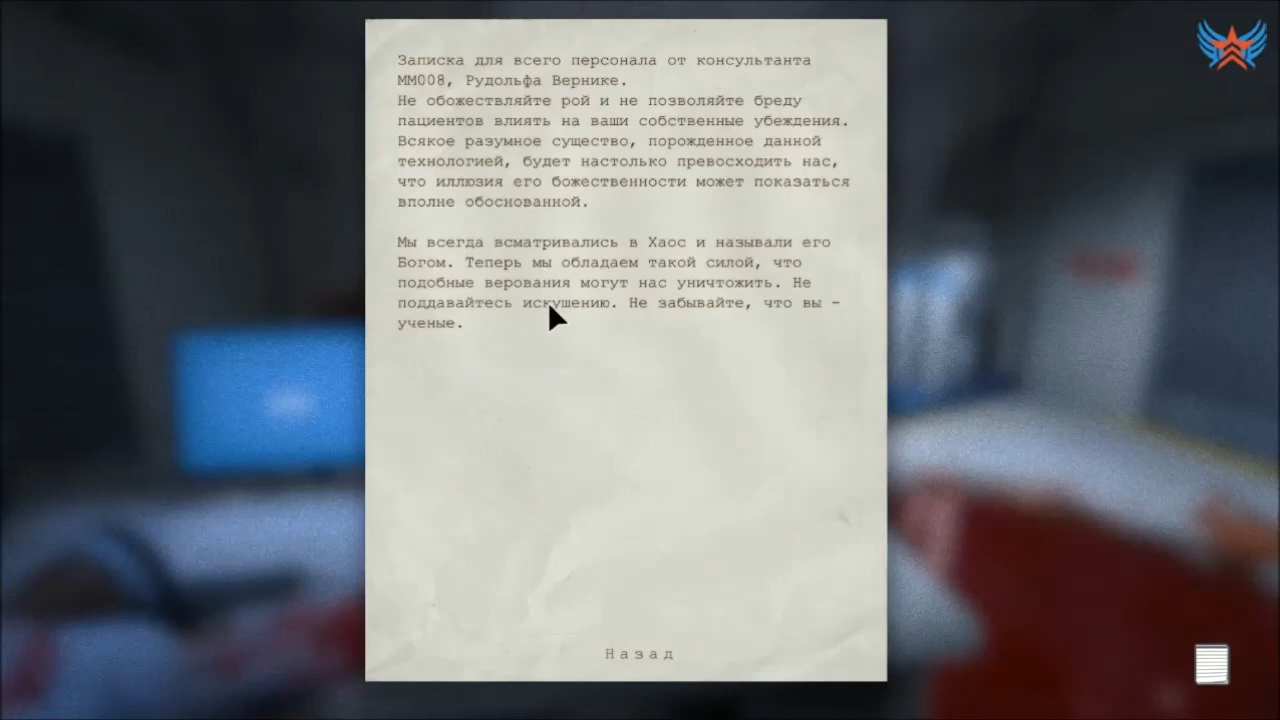 Записка для всего персонала от консультанта
ММ008, Рудольфа Вернике.
Не обожествляйте рой и не позволяйте бреду
пациентов влиять на ваши собственные убеждения.
Всякое разумное существо, порожденное данной
технологией, будет настолько превосходить нас,
что иллюзия его божественности может показаться
вполне обоснованной.
Мы всегда всматривались в Хаос и называли его
Богом. Теперь мы обладаем такой силой, что
подобные верования могут нас уничтожить. Не
поддавайтесь искушению. Не забывайте, что вы -
ученые.
Назад